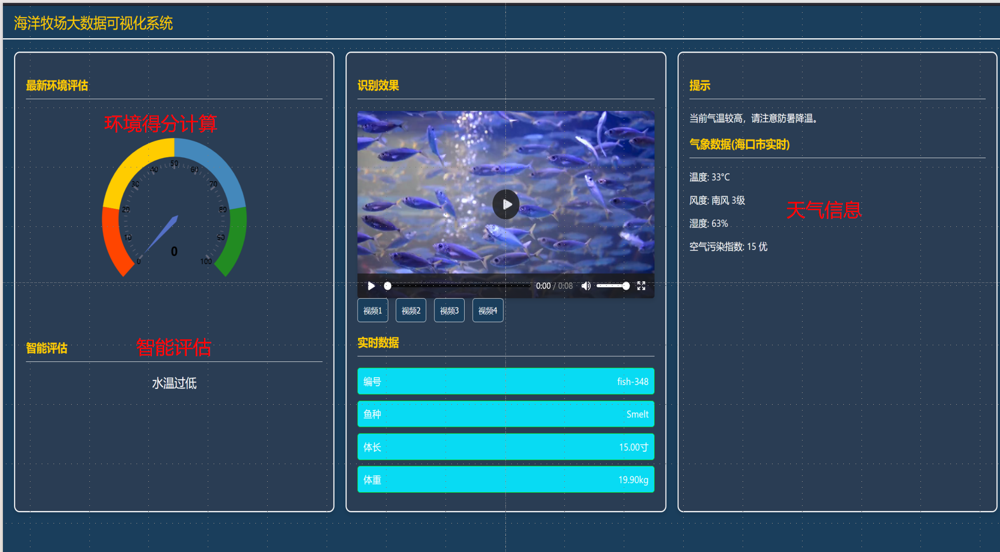 海洋牧场大数据可视化系统
最新环境评估
环境得分计算
0
10
20
30
40
50
60
70
80
90
100
0
智能评估
智能评估
水温过低
识别效果
0:00 / 0:08
视频1
视频2
视频3
视频4
实时数据
编号 fish-348
鱼种 Smelt
体长 15.00寸
体重 19.90kg
提示
当前气温较高，请注意防暑降温。
气象数据(海口市实时)
温度: 33°C
风度: 南风 3级
天气信息
湿度: 63%
空气污染指数: 15 优